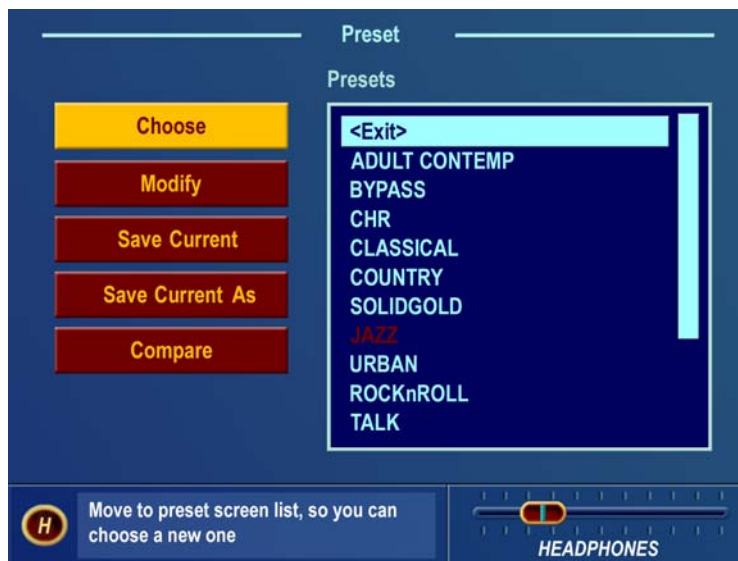 Preset
Presets
Choose
Modify
Save Current
Save Current As
Compare
<Exit>
ADULT CONTEMP
BYPASS
CHR
CLASSICAL
COUNTRY
SOLIDGOLD
JAZZ
URBAN
ROCKnROLL
TALK
H
Move to preset screen list, so you can
choose a new one
HEADPHONES